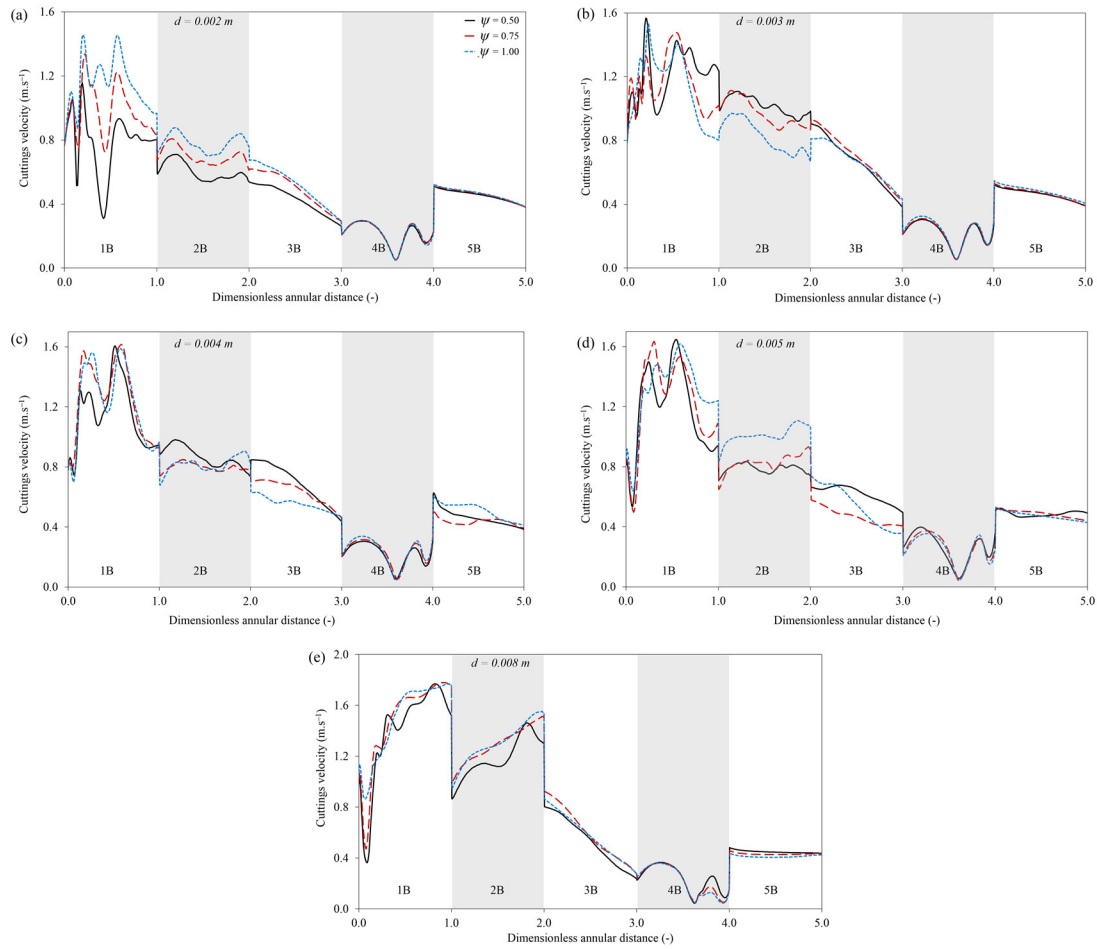 (a)
d = 0.002 m
ψ = 0.50
ψ = 0.75
ψ = 1.00
Cuttings velocity (m.s⁻¹)
1.6
1.2
0.8
0.4
0.0
1B
2B
3B
4B
5B
0.0 1.0 2.0 3.0 4.0 5.0
Dimensionless annular distance (-)
(b)
d = 0.003 m
Cuttings velocity (m.s⁻¹)
1.6
1.2
0.8
0.4
0.0
1B
2B
3B
4B
5B
0.0 1.0 2.0 3.0 4.0 5.0
Dimensionless annular distance (-)
(c)
d = 0.004 m
Cuttings velocity (m.s⁻¹)
1.6
1.2
0.8
0.4
0.0
1B
2B
3B
4B
5B
0.0 1.0 2.0 3.0 4.0 5.0
Dimensionless annular distance (-)
(d)
d = 0.005 m
Cuttings velocity (m.s⁻¹)
1.6
1.2
0.8
0.4
0.0
1B
2B
3B
4B
5B
0.0 1.0 2.0 3.0 4.0 5.0
Dimensionless annular distance (-)
(e)
d = 0.008 m
Cuttings velocity (m.s⁻¹)
2.0
1.6
1.2
0.8
0.4
0.0
1B
2B
3B
4B
5B
0.0 1.0 2.0 3.0 4.0 5.0
Dimensionless annular distance (-)